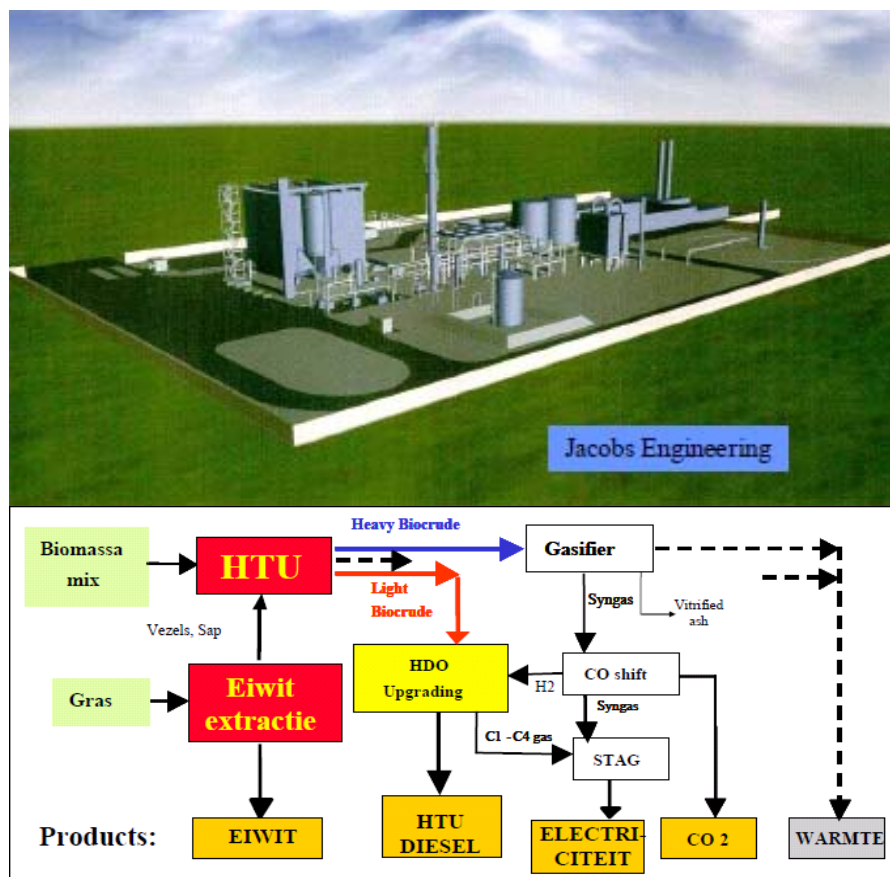 Jacobs Engineering
Heavy Biocrude
Biomassa
mix
HTU
Gasifier
Light
Biocrude
Syngas
Vitrified
ash
Vezels, Sap
HDO
Upgrading
H2
CO shift
Gras
Eiwit
extractie
Syngas
C1 -C4 gas
STAG
Products:
EIWIT
HTU
DIESEL
ELECTRI-
CITEIT
CO 2
WARMTE